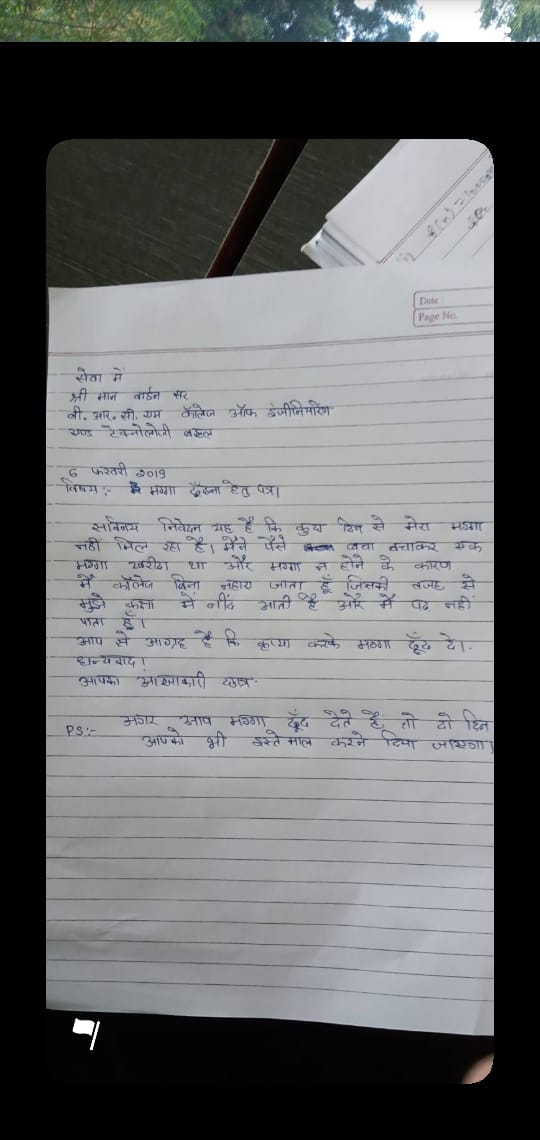 Date :
Page No.
सेवा में
श्री मान वार्डन सर
बी. आर. सी. एम कॉलेज ऑफ इंजीनियरिंग
एण्ड टेक्नोलोजी बहल
6 फरवरी 2019
विषय :- मग्गा ढूँढना हेतु पत्र।
सविनय निवेदन यह है कि कुछ दिन से मेरा मग्गा
नहीं मिल रहा है। मैंने पैसे बचा बचाकर एक
मग्गा खरीदा था और मग्गा न होने के कारण
मैं कॉलेज बिना नहाए जाता हूँ जिसकी वजह से
मुझे कक्षा में नींद आती है और मैं पढ़ नहीं
पाता हूँ।
आप से आग्रह है कि कृप्या करके मग्गा ढूँढ दे।
धन्यवाद!
आपका आज्ञाकारी छात्र
PS:- अगर आप मग्गा ढूँढ देते हैं, तो दो दिन
आपको भी इस्तेमाल करने दिया जाएगा।